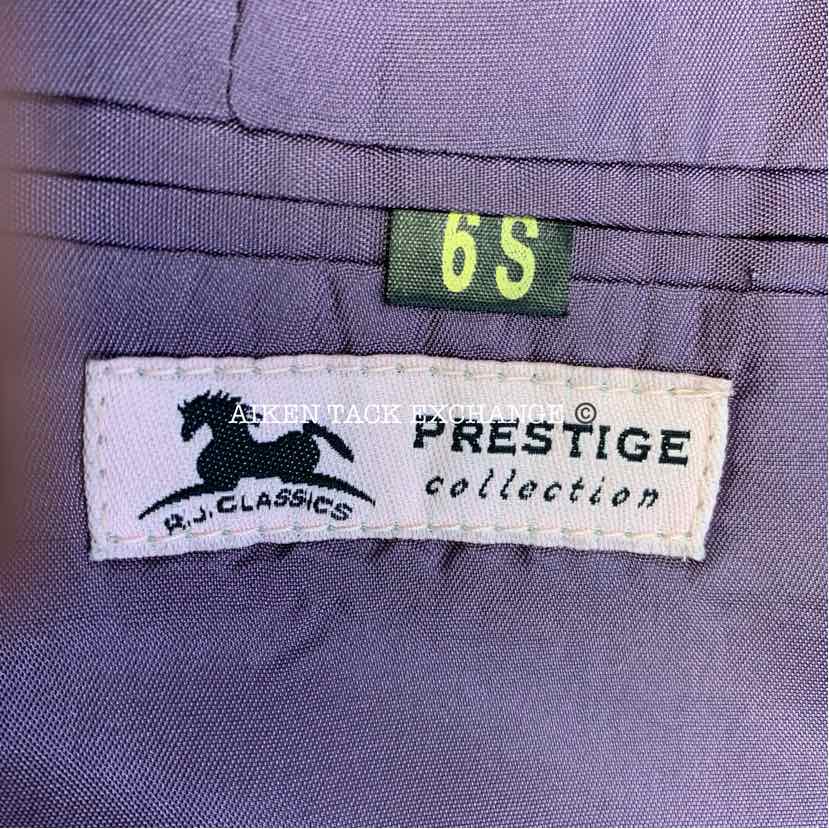 6S
AIKEN TACK EXCHANGE ©
PRESTIGE
collection
R.J. CLASSICS